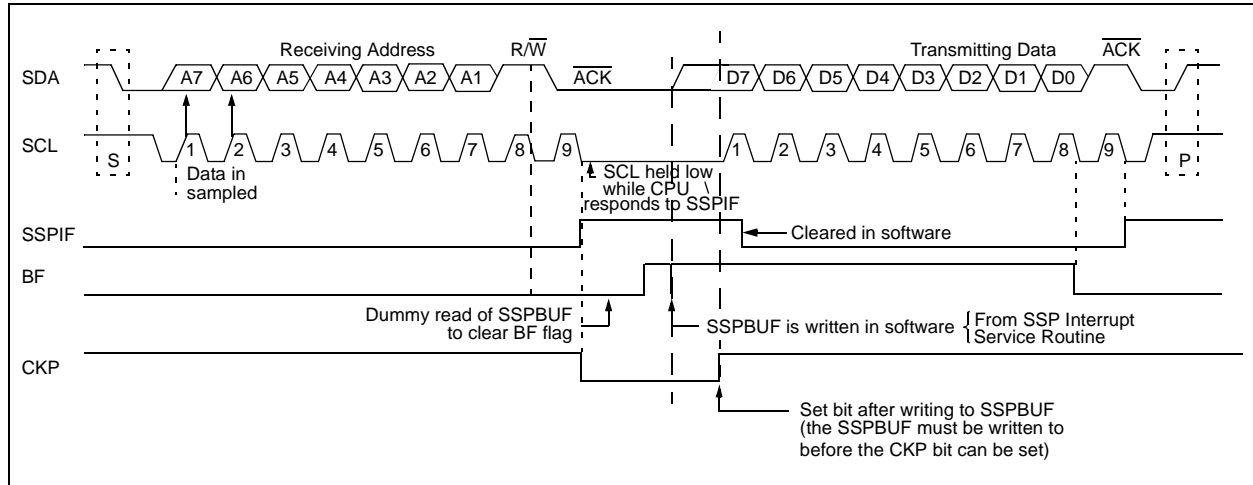 Receiving Address R/W Transmitting Data ACK
SDA A7 A6 A5 A4 A3 A2 A1 ACK D7 D6 D5 D4 D3 D2 D1 D0
SCL S 1 2 3 4 5 6 7 8 9 1 2 3 4 5 6 7 8 9 P
Data in
sampled
SCL held low
while CPU
responds to SSPIF
SSPIF
Cleared in software
BF
Dummy read of SSPBUF
to clear BF flag
SSPBUF is written in software
From SSP Interrupt
Service Routine
CKP
Set bit after writing to SSPBUF
(the SSPBUF must be written to
before the CKP bit can be set)